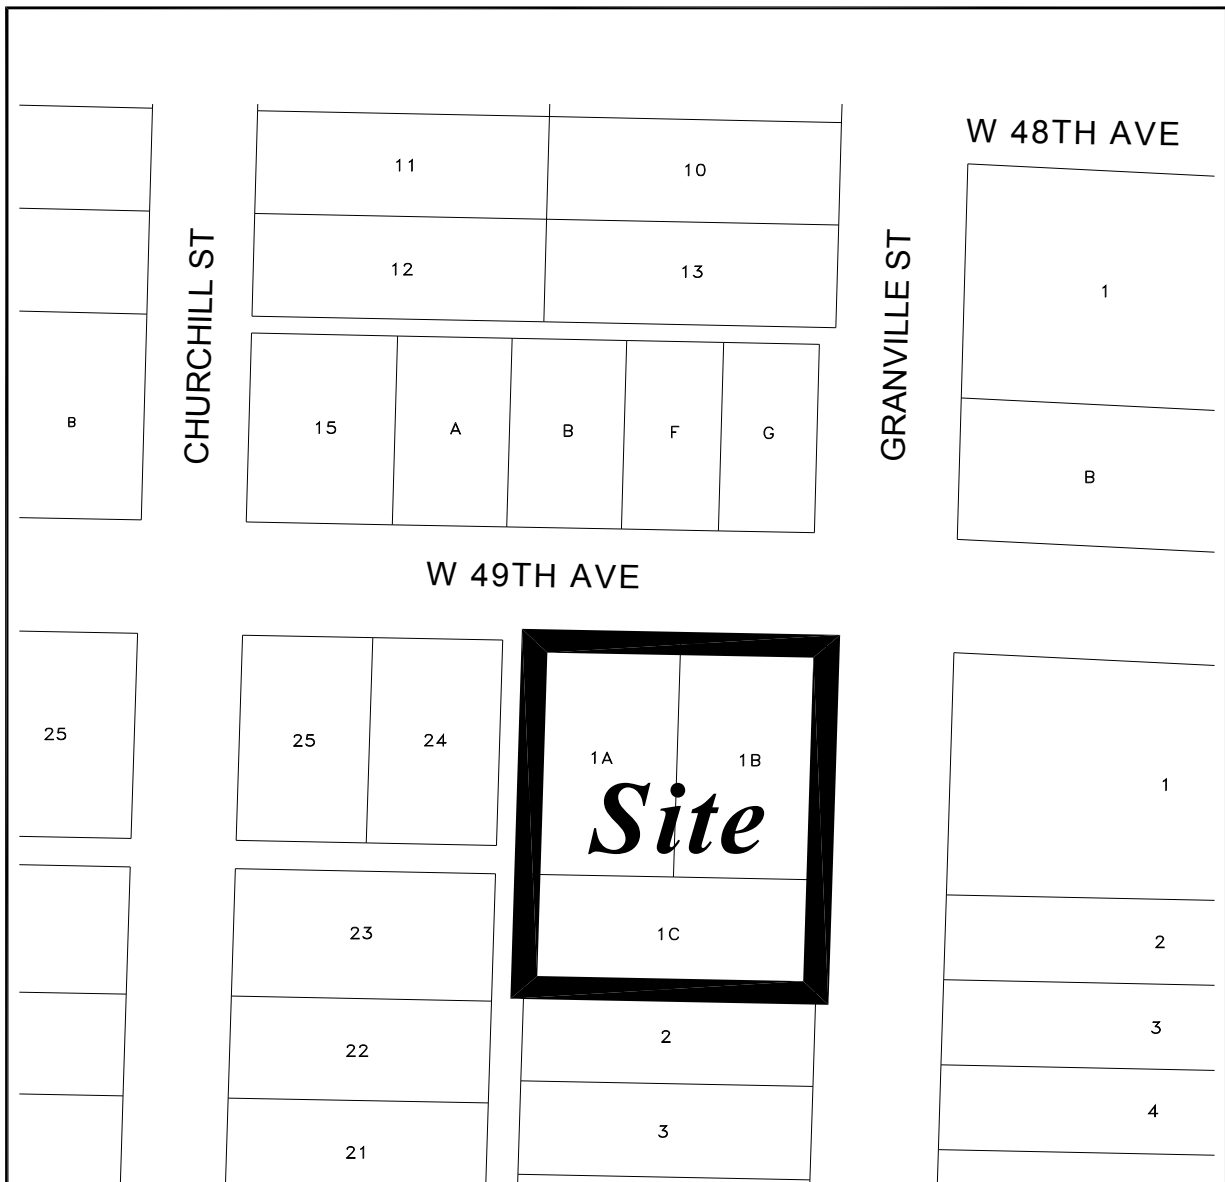 W 48TH AVE
11
10
CHURCHILL ST
GRANVILLE ST
12
13
1
B
15
A
B
F
G
B
W 49TH AVE
25
25
24
1A
1B
1
Site
23
1C
2
22
2
3
21
3
4